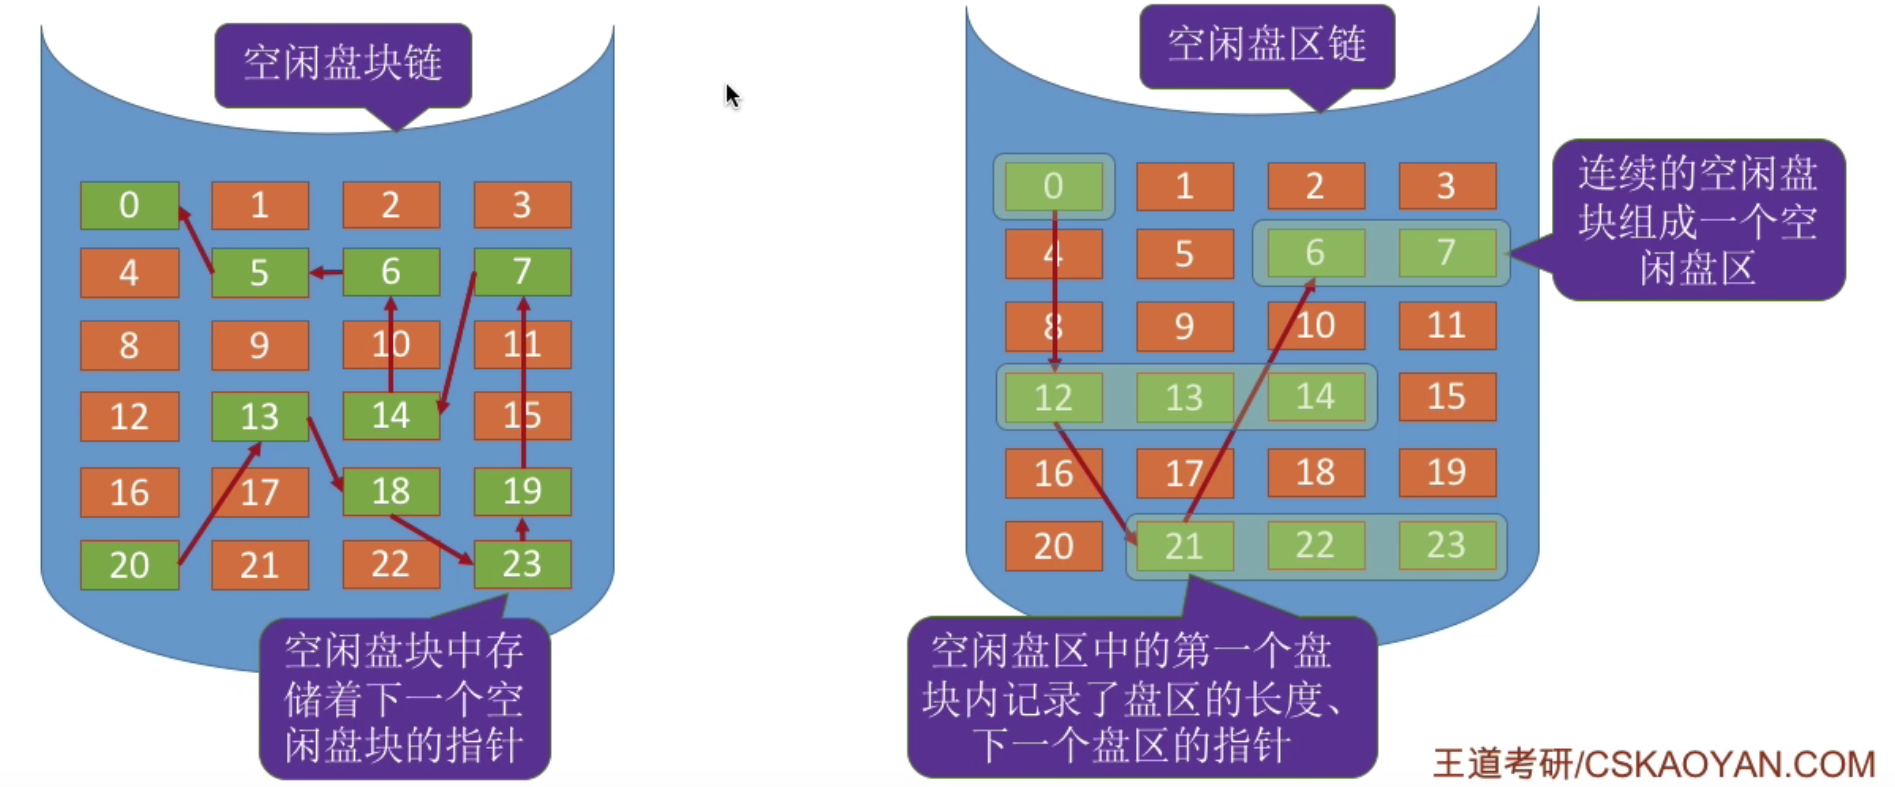 空闲盘块链
0 1 2 3
4 5 6 7
8 9 10 11
12 13 14 15
16 17 18 19
20 21 22 23
空闲盘块中存
储着下一个空
闲盘块的指针
空闲盘区链
0 1 2 3
4 5 6 7
8 9 10 11
12 13 14 15
16 17 18 19
20 21 22 23
连续的空闲盘
块组成一个空
闲盘区
空闲盘区中的第一个盘
块内记录了盘区的长度、
下一个盘区的指针
王道考研/CSKAOYAN.COM